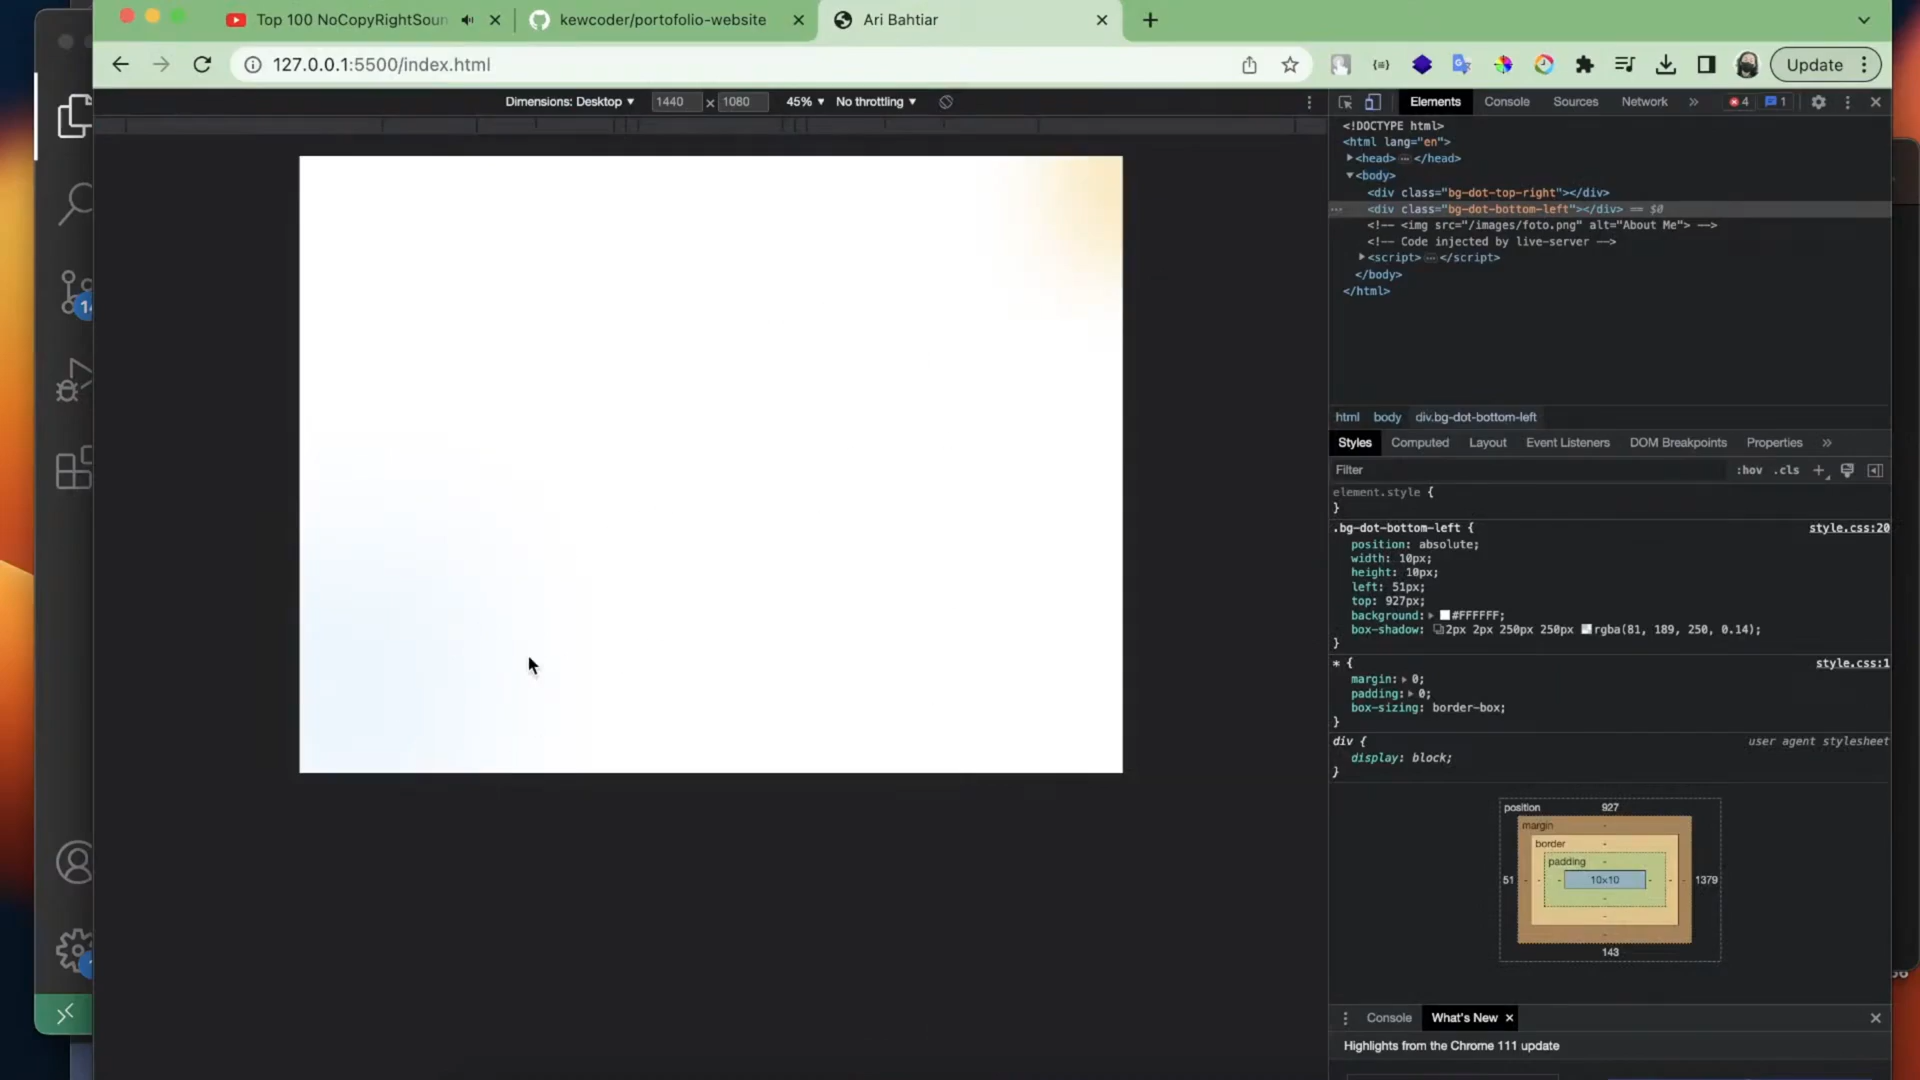 Top 100 NoCopyRightSoun
kewcoder/portofolio-website
Ari Bahtiar
127.0.0.1:5500/index.html
Update
Dimensions: Desktop ▾ 1440 × 1080 45% ▾ No throttling ▾
Elements Console Sources Network » 4 1
<!DOCTYPE html>
<html lang="en">
▶<head> … </head>
▼<body>
<div class="bg-dot-top-right"></div>
… <div class="bg-dot-bottom-left"></div> == $0
<!-- <img src="/images/foto.png" alt="About Me"> -->
<!-- Code injected by live-server -->
▶<script> … </script>
</body>
</html>
html body div.bg-dot-bottom-left
Styles Computed Layout Event Listeners DOM Breakpoints Properties »
Filter :hov .cls +
element.style {
}
.bg-dot-bottom-left { style.css:20
position: absolute;
width: 10px;
height: 10px;
left: 51px;
top: 927px;
background: ▶ #FFFFFF;
box-shadow: 2px 2px 250px 250px rgba(81, 189, 250, 0.14);
}
* { style.css:1
margin: ▶ 0;
padding: ▶ 0;
box-sizing: border-box;
}
div { user agent stylesheet
display: block;
}
position 927
margin -
border -
padding -
51 - - - 10×10 - - - 1379
-
-
-
143
Console What's New ×
Highlights from the Chrome 111 update